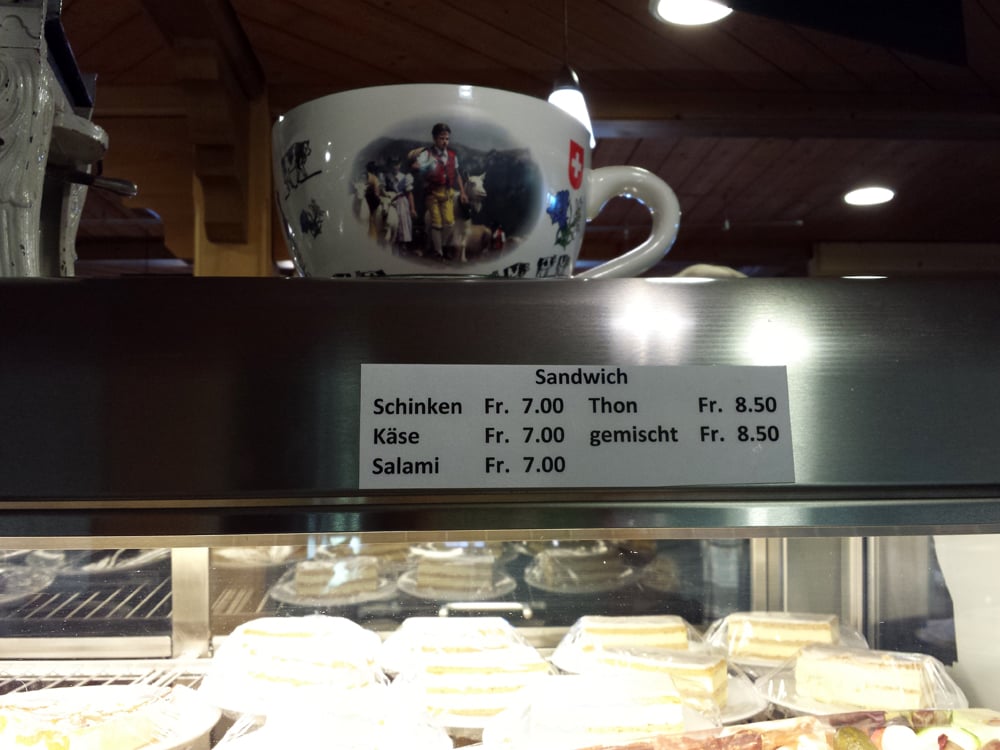 Sandwich
Schinken Fr. 7.00 Thon Fr. 8.50
Käse Fr. 7.00 gemischt Fr. 8.50
Salami Fr. 7.00